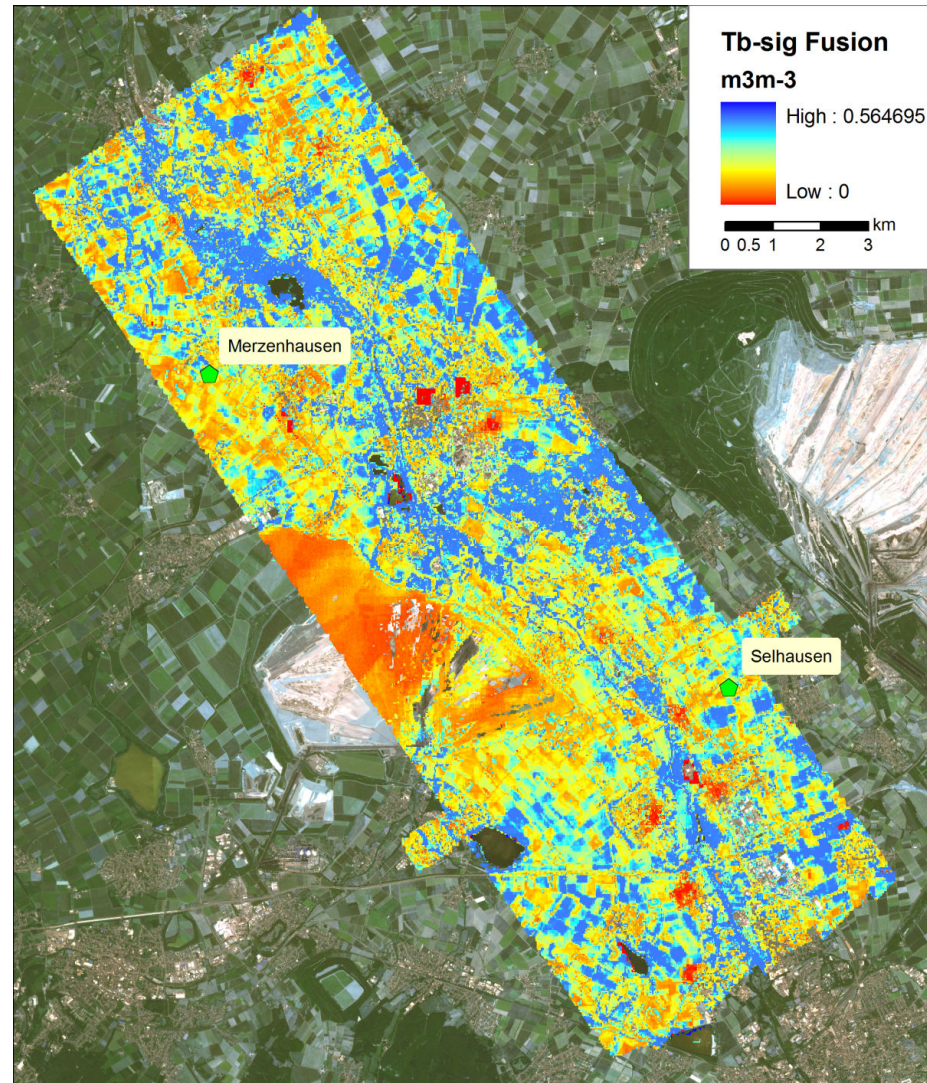 Tb-sig Fusion
m3m-3
High : 0.564695
Low : 0
km
0 0.5 1 2 3
Merzenhausen
Selhausen